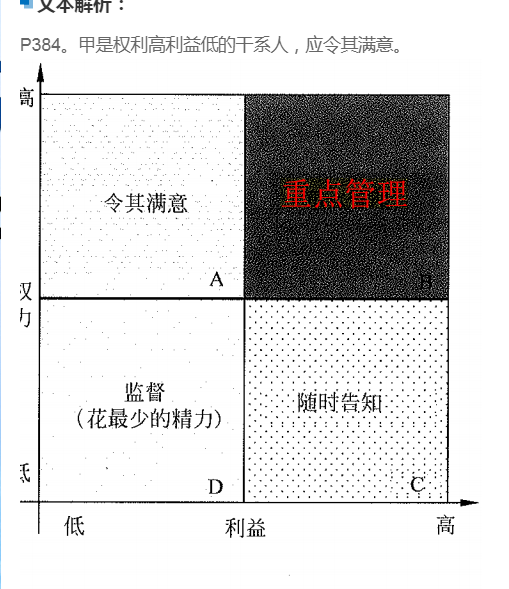 文本解析：
P384。甲是权利高利益低的干系人，应令其满意。
高
令其满意
重点管理
A
B
权
力
监督
（花最少的精力）
随时告知
低
D
C
低
利益
高